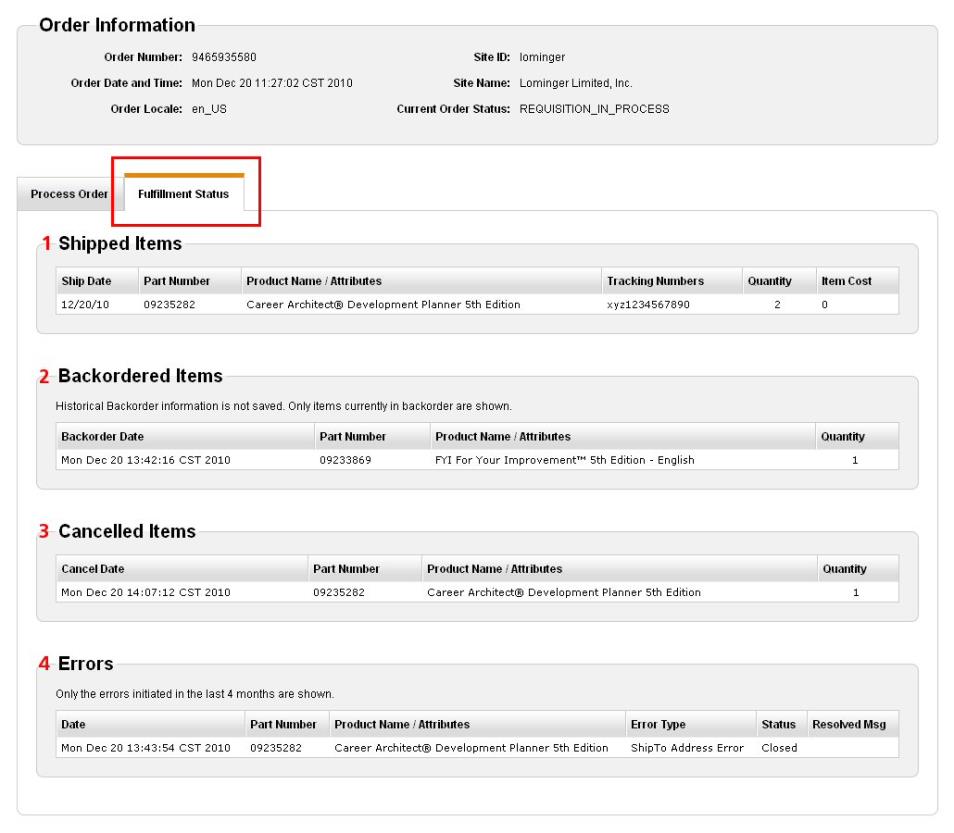 Order Information
Order Number: 9465935580 Site ID: lominger
Order Date and Time: Mon Dec 20 11:27:02 CST 2010 Site Name: Lominger Limited, Inc.
Order Locale: en_US Current Order Status: REQUISITION_IN_PROCESS
Process Order Fulfillment Status
1 Shipped Items
Ship Date Part Number Product Name / Attributes Tracking Numbers Quantity Item Cost
12/20/10 09235282 Career Architect® Development Planner 5th Edition xyz1234567890 2 0
2 Backordered Items
Historical Backorder information is not saved. Only items currently in backorder are shown.
Backorder Date Part Number Product Name / Attributes Quantity
Mon Dec 20 13:42:16 CST 2010 09233869 FYI For Your Improvement™ 5th Edition - English 1
3 Cancelled Items
Cancel Date Part Number Product Name / Attributes Quantity
Mon Dec 20 14:07:12 CST 2010 09235282 Career Architect® Development Planner 5th Edition 1
4 Errors
Only the errors initiated in the last 4 months are shown.
Date Part Number Product Name / Attributes Error Type Status Resolved Msg
Mon Dec 20 13:43:54 CST 2010 09235282 Career Architect® Development Planner 5th Edition ShipTo Address Error Closed